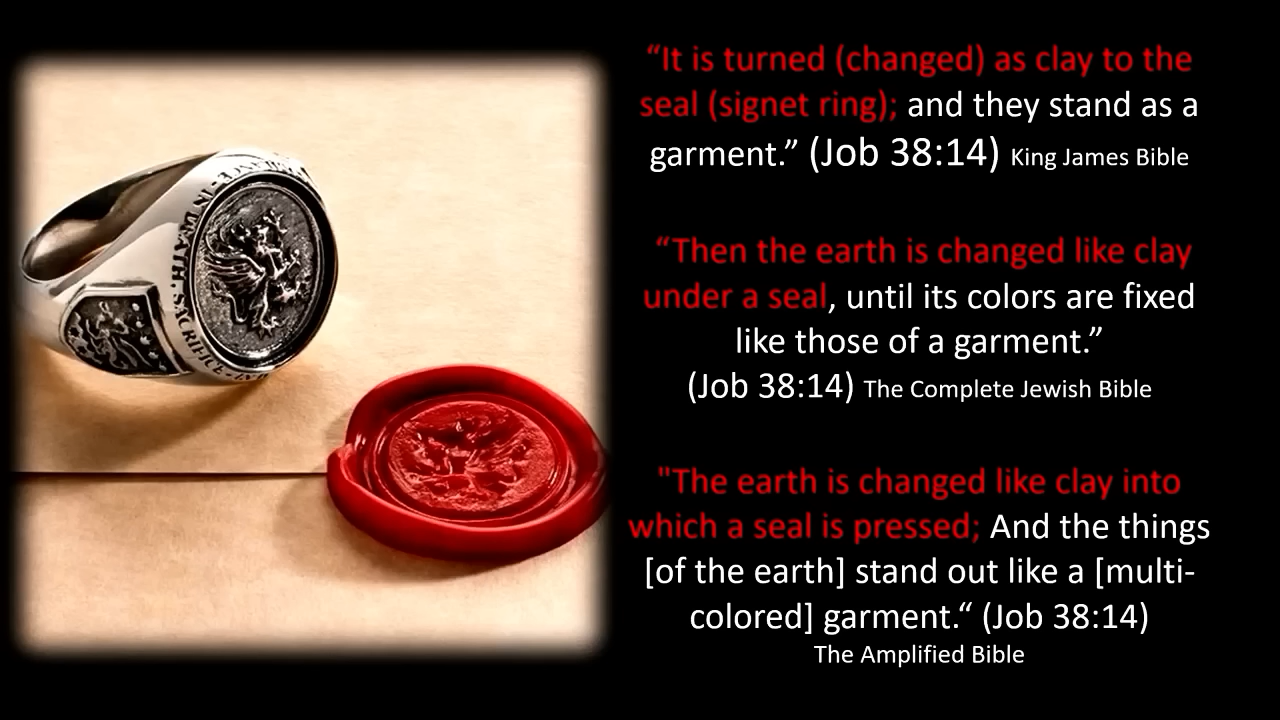 IN DEATH. SACRIFICE
“It is turned (changed) as clay to the
seal (signet ring); and they stand as a
garment.” (Job 38:14) King James Bible
“Then the earth is changed like clay
under a seal, until its colors are fixed
like those of a garment.”
(Job 38:14) The Complete Jewish Bible
"The earth is changed like clay into
which a seal is pressed; And the things
[of the earth] stand out like a [multi-
colored] garment.“ (Job 38:14)
The Amplified Bible